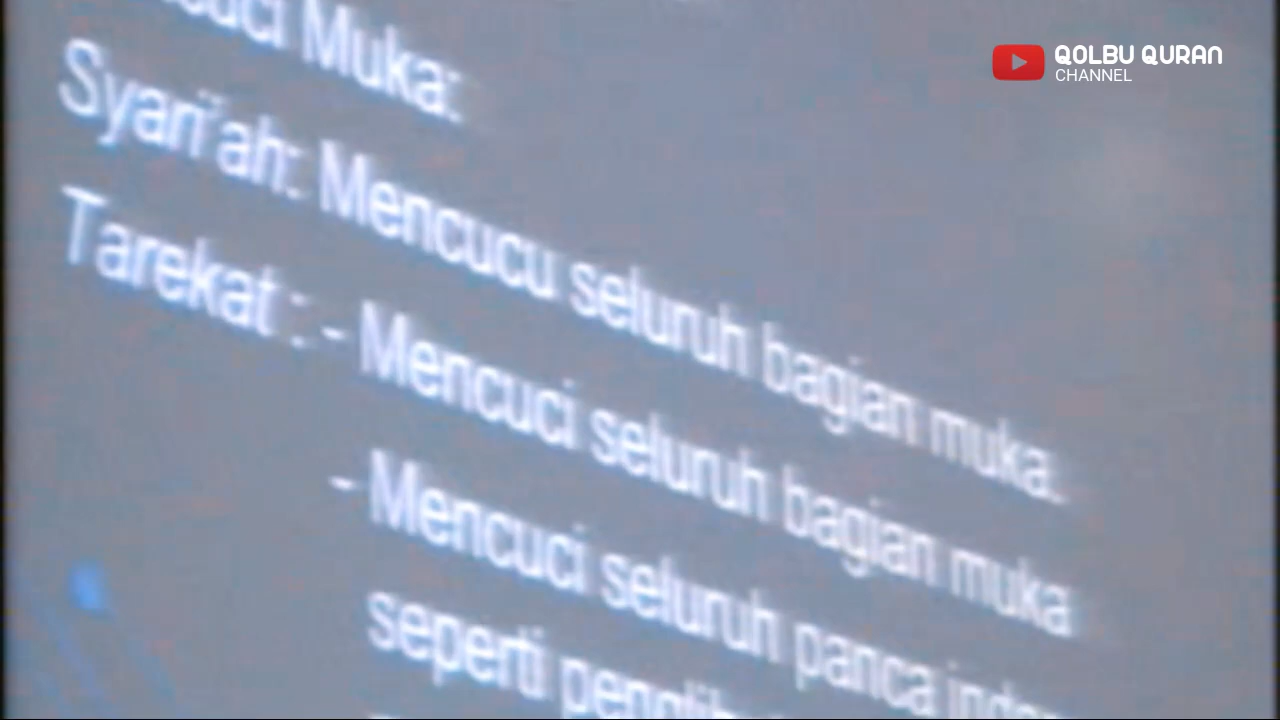 Muka:
Syari'ah: Mencucu seluruh bagian muka.
Tarekat : - Mencuci seluruh bagian muka
- Mencuci seluruh panca
seperti
QOLBU QURAN
CHANNEL